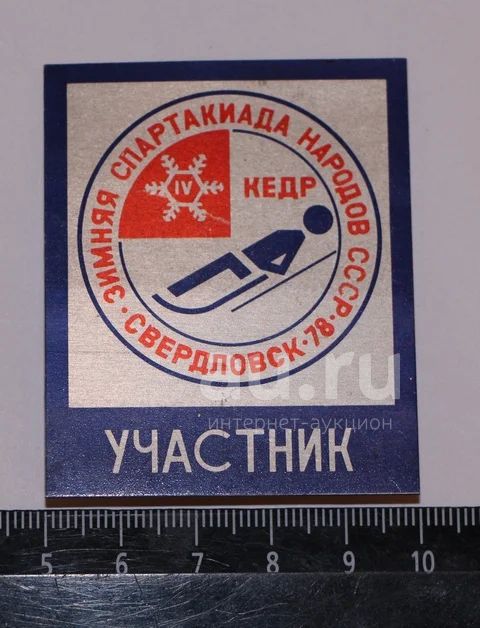 ЗИМНЯЯ СПАРТАКИАДА НАРОДОВ СССР
IV
КЕДР
· СВЕРДЛОВСК · 78 ·
au.ru
интернет-аукцион
УЧАСТНИК
5 6 7 8 9 10